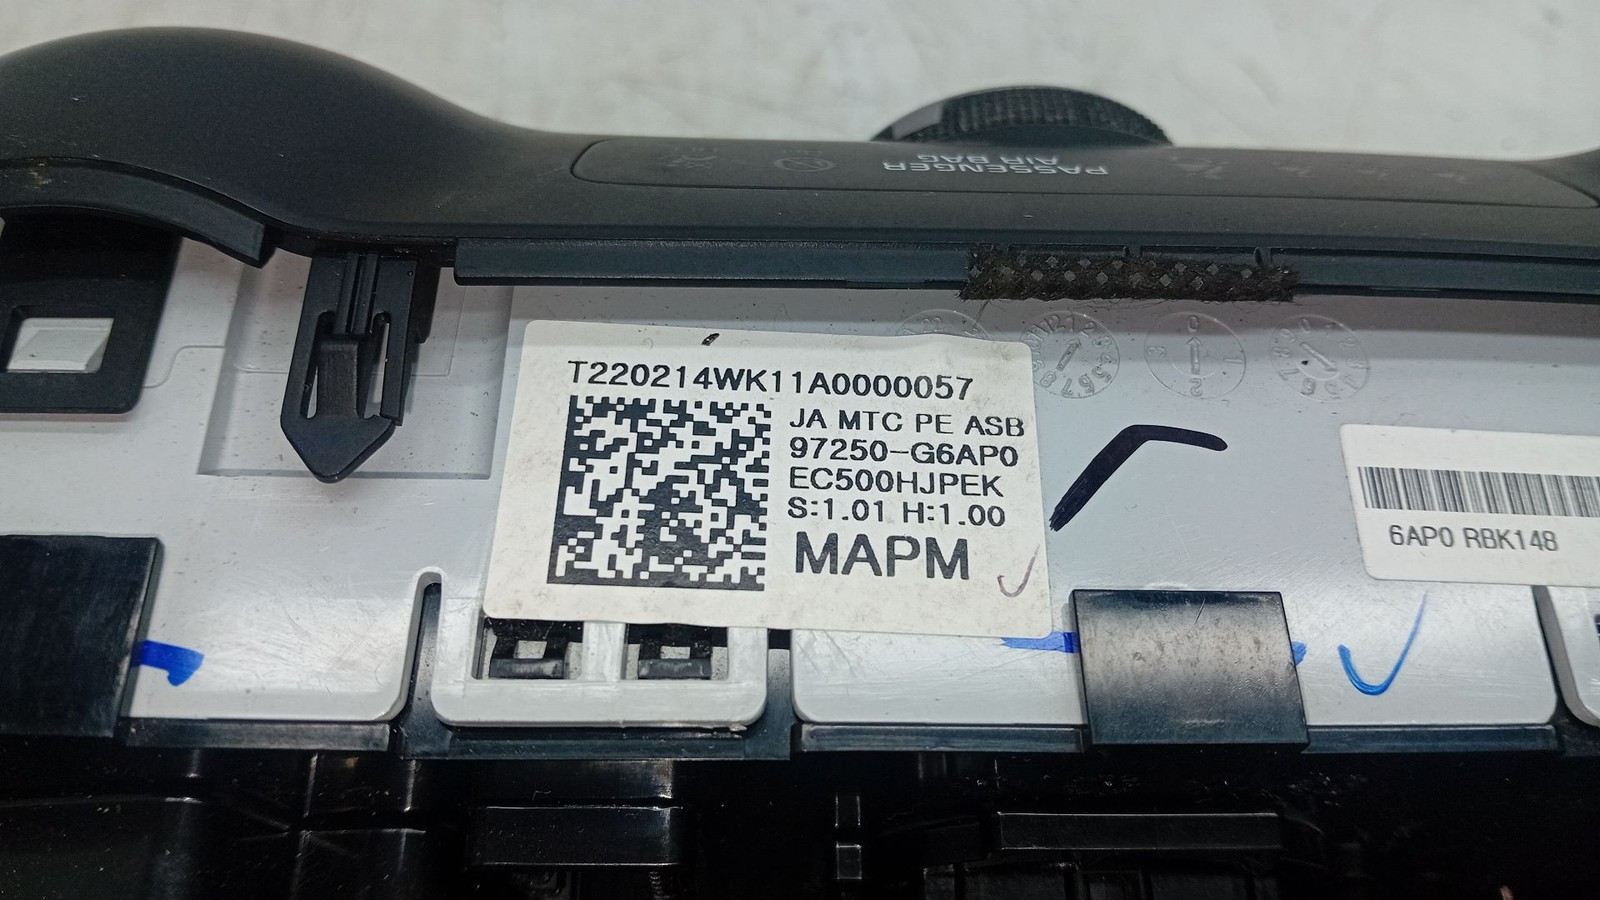 PASSENGER
AIR BAG
T220214WK11A0000057
JA MTC PE ASB
97250-G6AP0
EC500HJPEK
S:1.01 H:1.00
MAPM
6AP0 RBK148